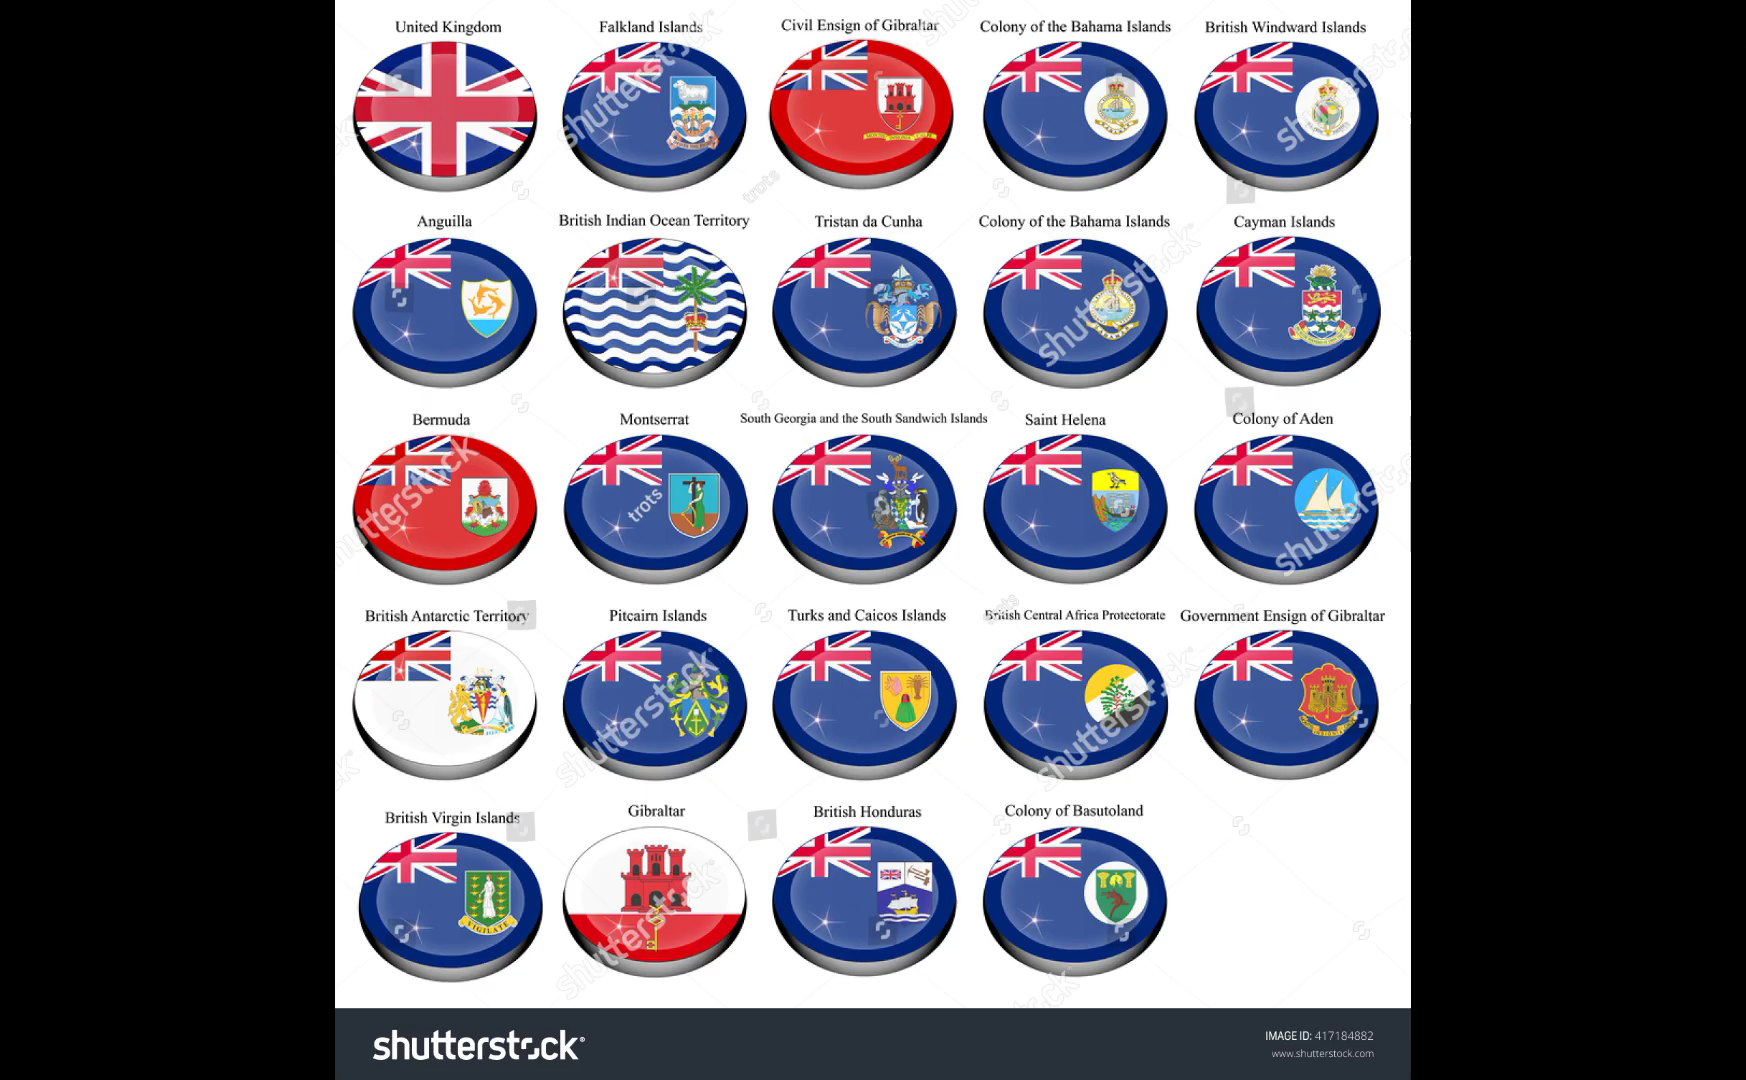 United Kingdom
Falkland Islands
Civil Ensign of Gibraltar
Colony of the Bahama Islands
British Windward Islands
Anguilla
British Indian Ocean Territory
Tristan da Cunha
Colony of the Bahama Islands
Cayman Islands
Bermuda
Montserrat
South Georgia and the South Sandwich Islands
Saint Helena
Colony of Aden
British Antarctic Territory
Pitcairn Islands
Turks and Caicos Islands
British Central Africa Protectorate
Government Ensign of Gibraltar
British Virgin Islands
VIGILATE
Gibraltar
British Honduras
Colony of Basutoland
shutterstock
trots
shutterstock
IMAGE ID: 417184882
www.shutterstock.com